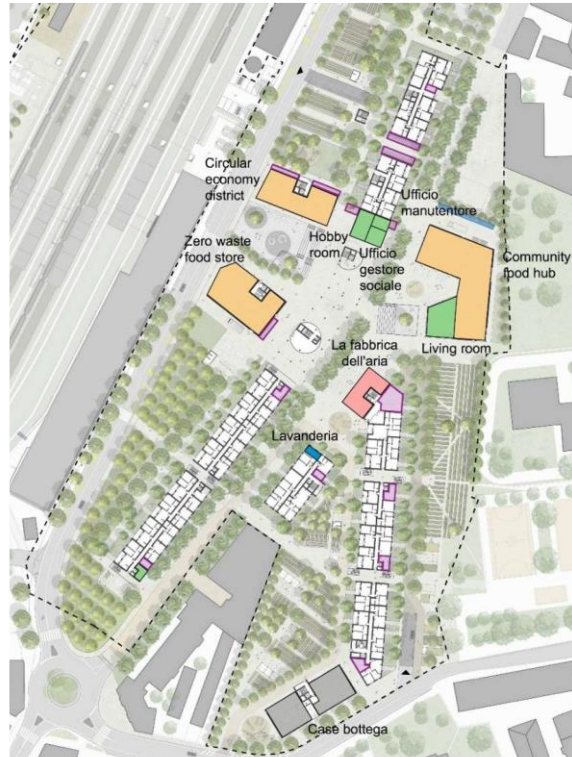 Circular
economy
district
Ufficio
manutentore
Zero waste
food store
Hobby
room
Ufficio
gestore
sociale
Community
food hub
Living room
La fabbrica
dell'aria
Lavanderia
Case bottega